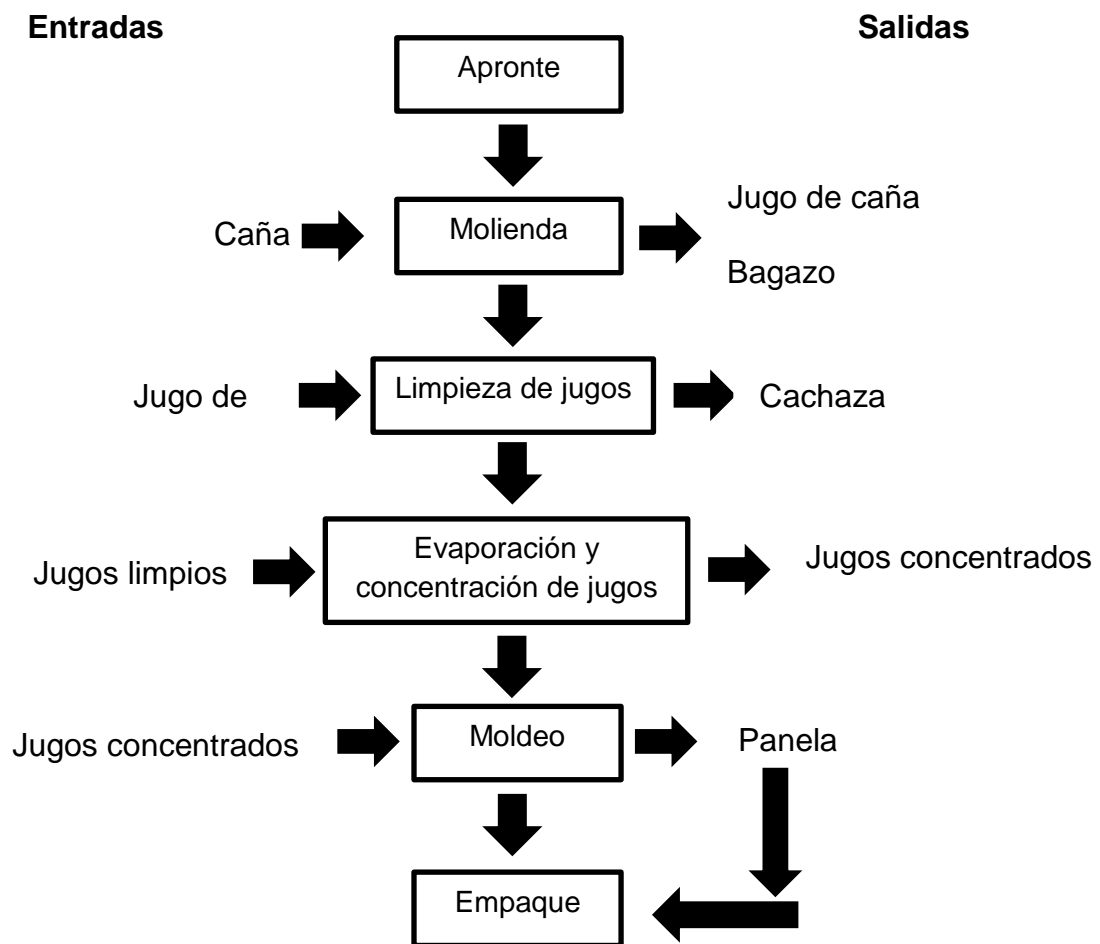 Entradas
Salidas
Apronte
Caña
Molienda
Jugo de caña
Bagazo
Jugo de
Limpieza de jugos
Cachaza
Jugos limpios
Evaporación y
concentración de jugos
Jugos concentrados
Jugos concentrados
Moldeo
Panela
Empaque